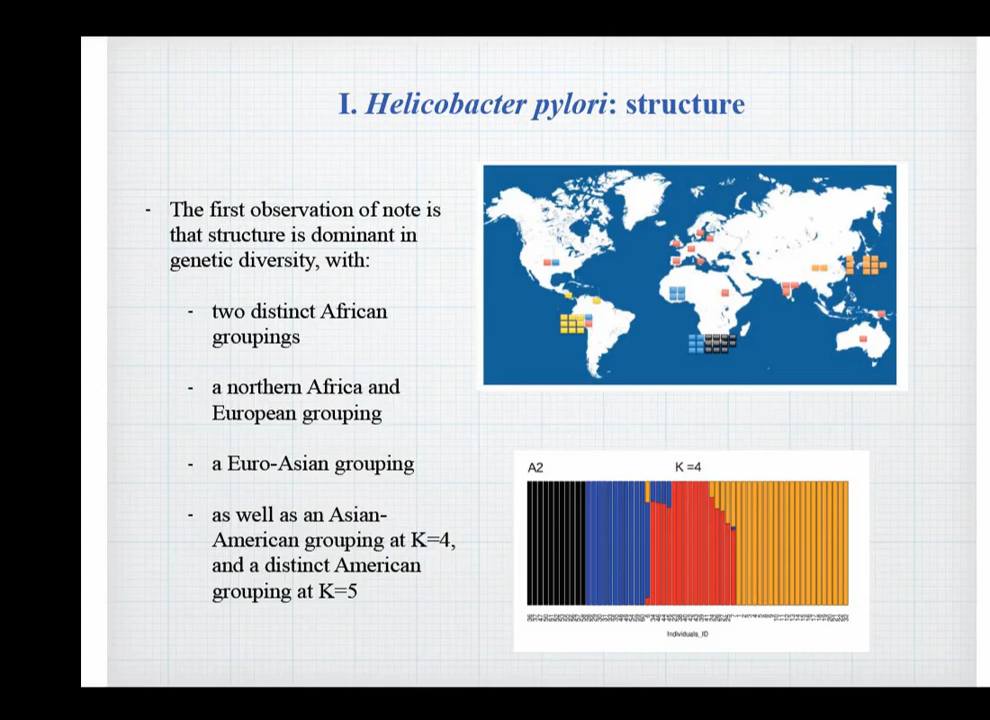 I. Helicobacter pylori: structure
- The first observation of note is
that structure is dominant in
genetic diversity, with:
- two distinct African
groupings
- a northern Africa and
European grouping
- a Euro-Asian grouping
- as well as an Asian-
American grouping at K=4,
and a distinct American
grouping at K=5
A2
K =4
Individuals_ID